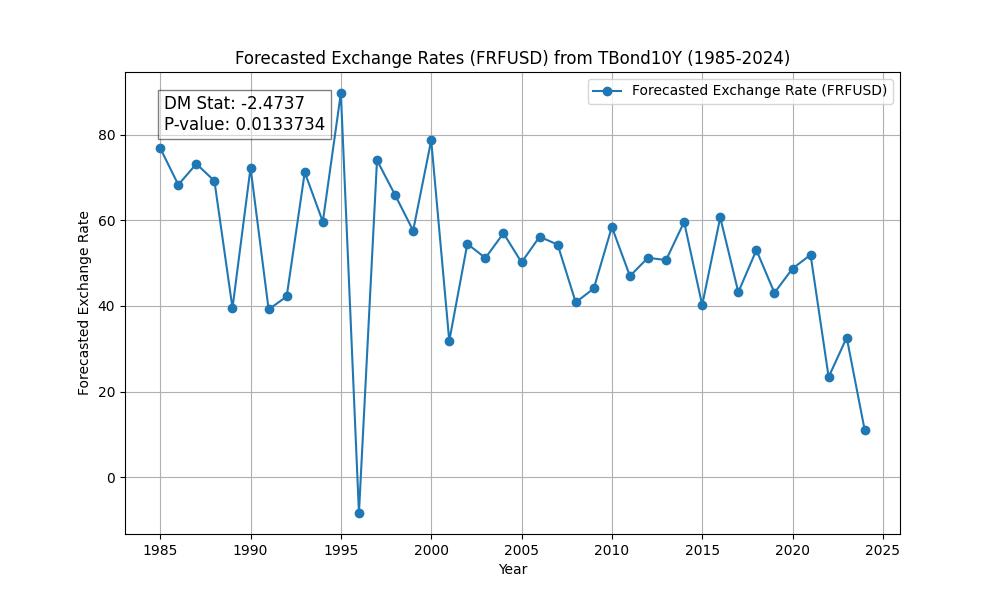 Forecasted Exchange Rates (FRFUSD) from TBond10Y (1985-2024)
DM Stat: -2.4737
P-value: 0.0133734
Forecasted Exchange Rate (FRFUSD)
Forecasted Exchange Rate
80
60
40
20
0
1985 1990 1995 2000 2005 2010 2015 2020 2025
Year